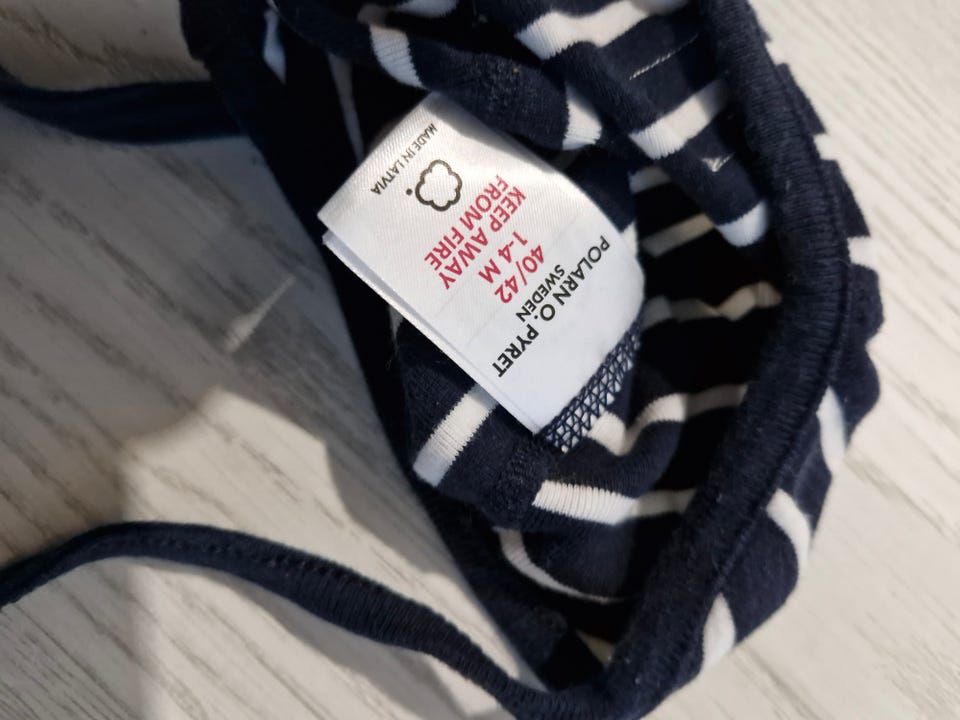 POLARN O. PYRET
SWEDEN
40/42
1-4 M
KEEP AWAY
FROM FIRE
MADE IN LATVIA